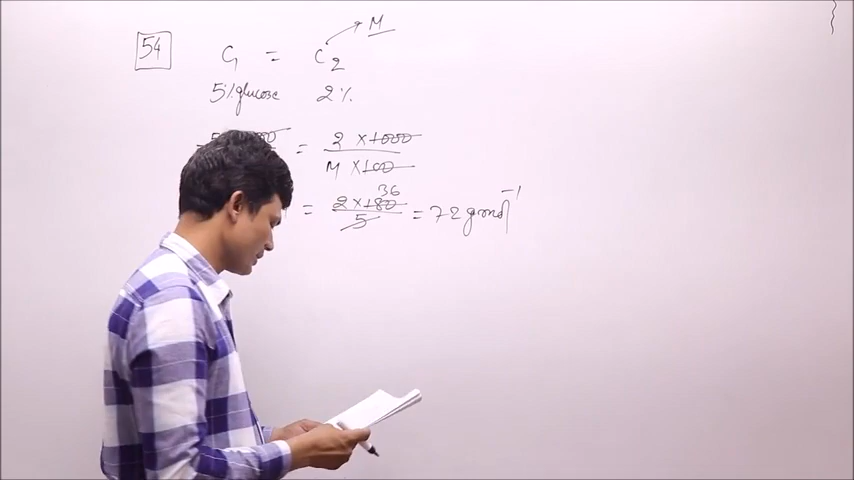 54 C₁ = C₂ → M
5% glucose 2%
= 2 × 1000 / M × 100
= 2 × 180 / 5 36 = 72 g mol⁻¹